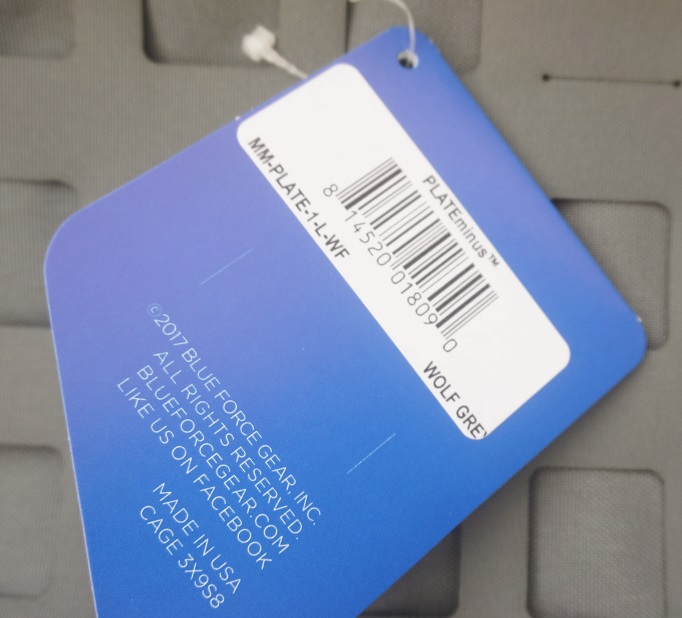 PLATEminus™
8 14520 01809 0
MM-PLATE-1-L-WF
WOLF GREY
©2017 BLUE FORCE GEAR, INC.
ALL RIGHTS RESERVED.
BLUEFORCEGEAR.COM
LIKE US ON FACEBOOK
MADE IN USA
CAGE 3X9S8